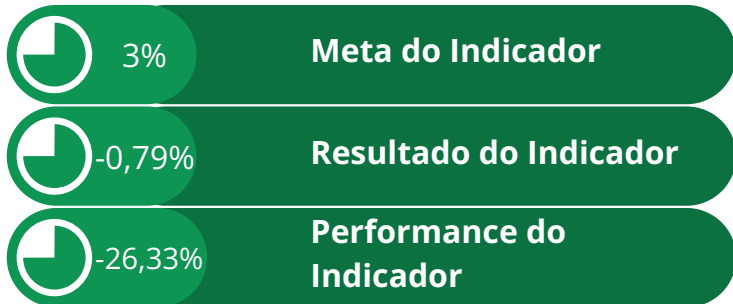 3%
Meta do Indicador
-0,79%
Resultado do Indicador
-26,33%
Performance do
Indicador